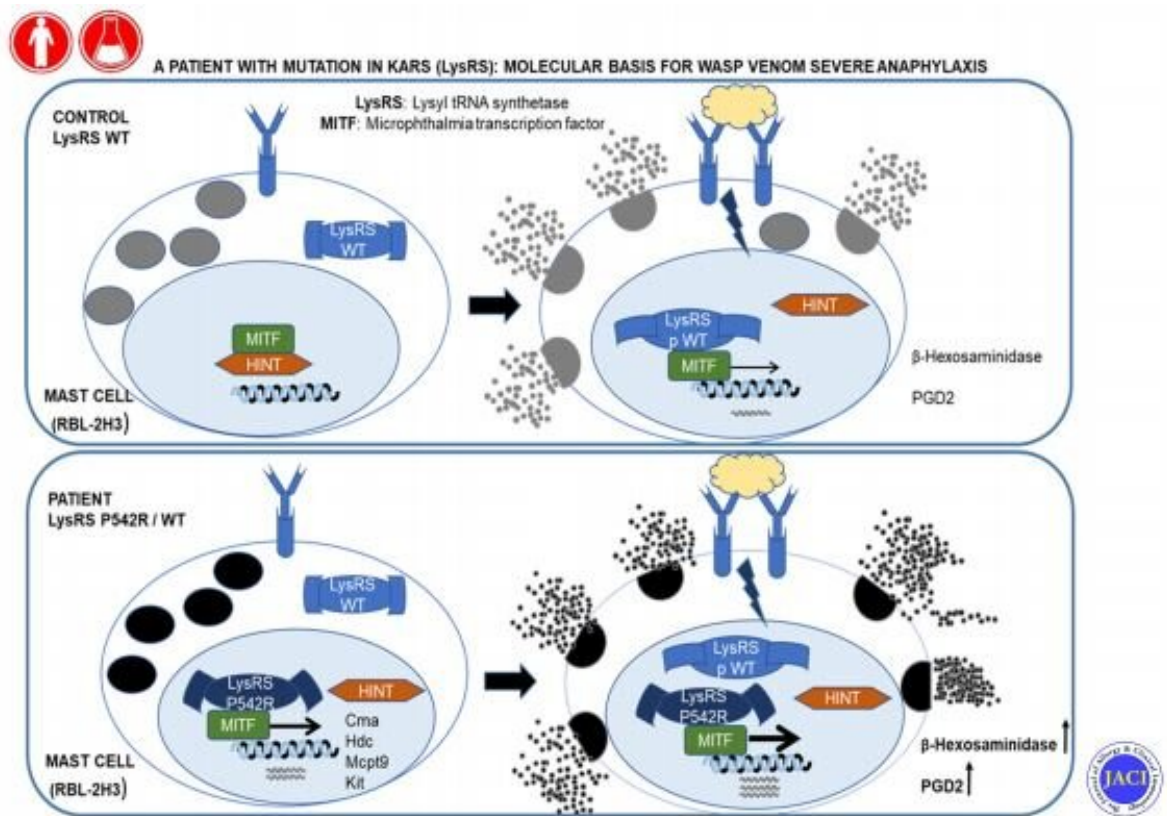 A PATIENT WITH MUTATION IN KARS (LysRS): MOLECULAR BASIS FOR WASP VENOM SEVERE ANAPHYLAXIS
CONTROL
LysRS WT
LysRS: Lysyl tRNA synthetase
MITF: Microphthalmia transcription factor
LysRS
WT
MITF
HINT
MAST CELL
(RBL-2H3)
HINT
LysRS
p WT
MITF
β-Hexosaminidase
PGD2
PATIENT
LysRS P542R / WT
LysRS
WT
LysRS
P542R
HINT
MITF
Cma
Hdc
Mcpt9
Kit
MAST CELL
(RBL-2H3)
LysRS
p WT
LysRS
P542R
HINT
MITF
β-Hexosaminidase
PGD2
JACI